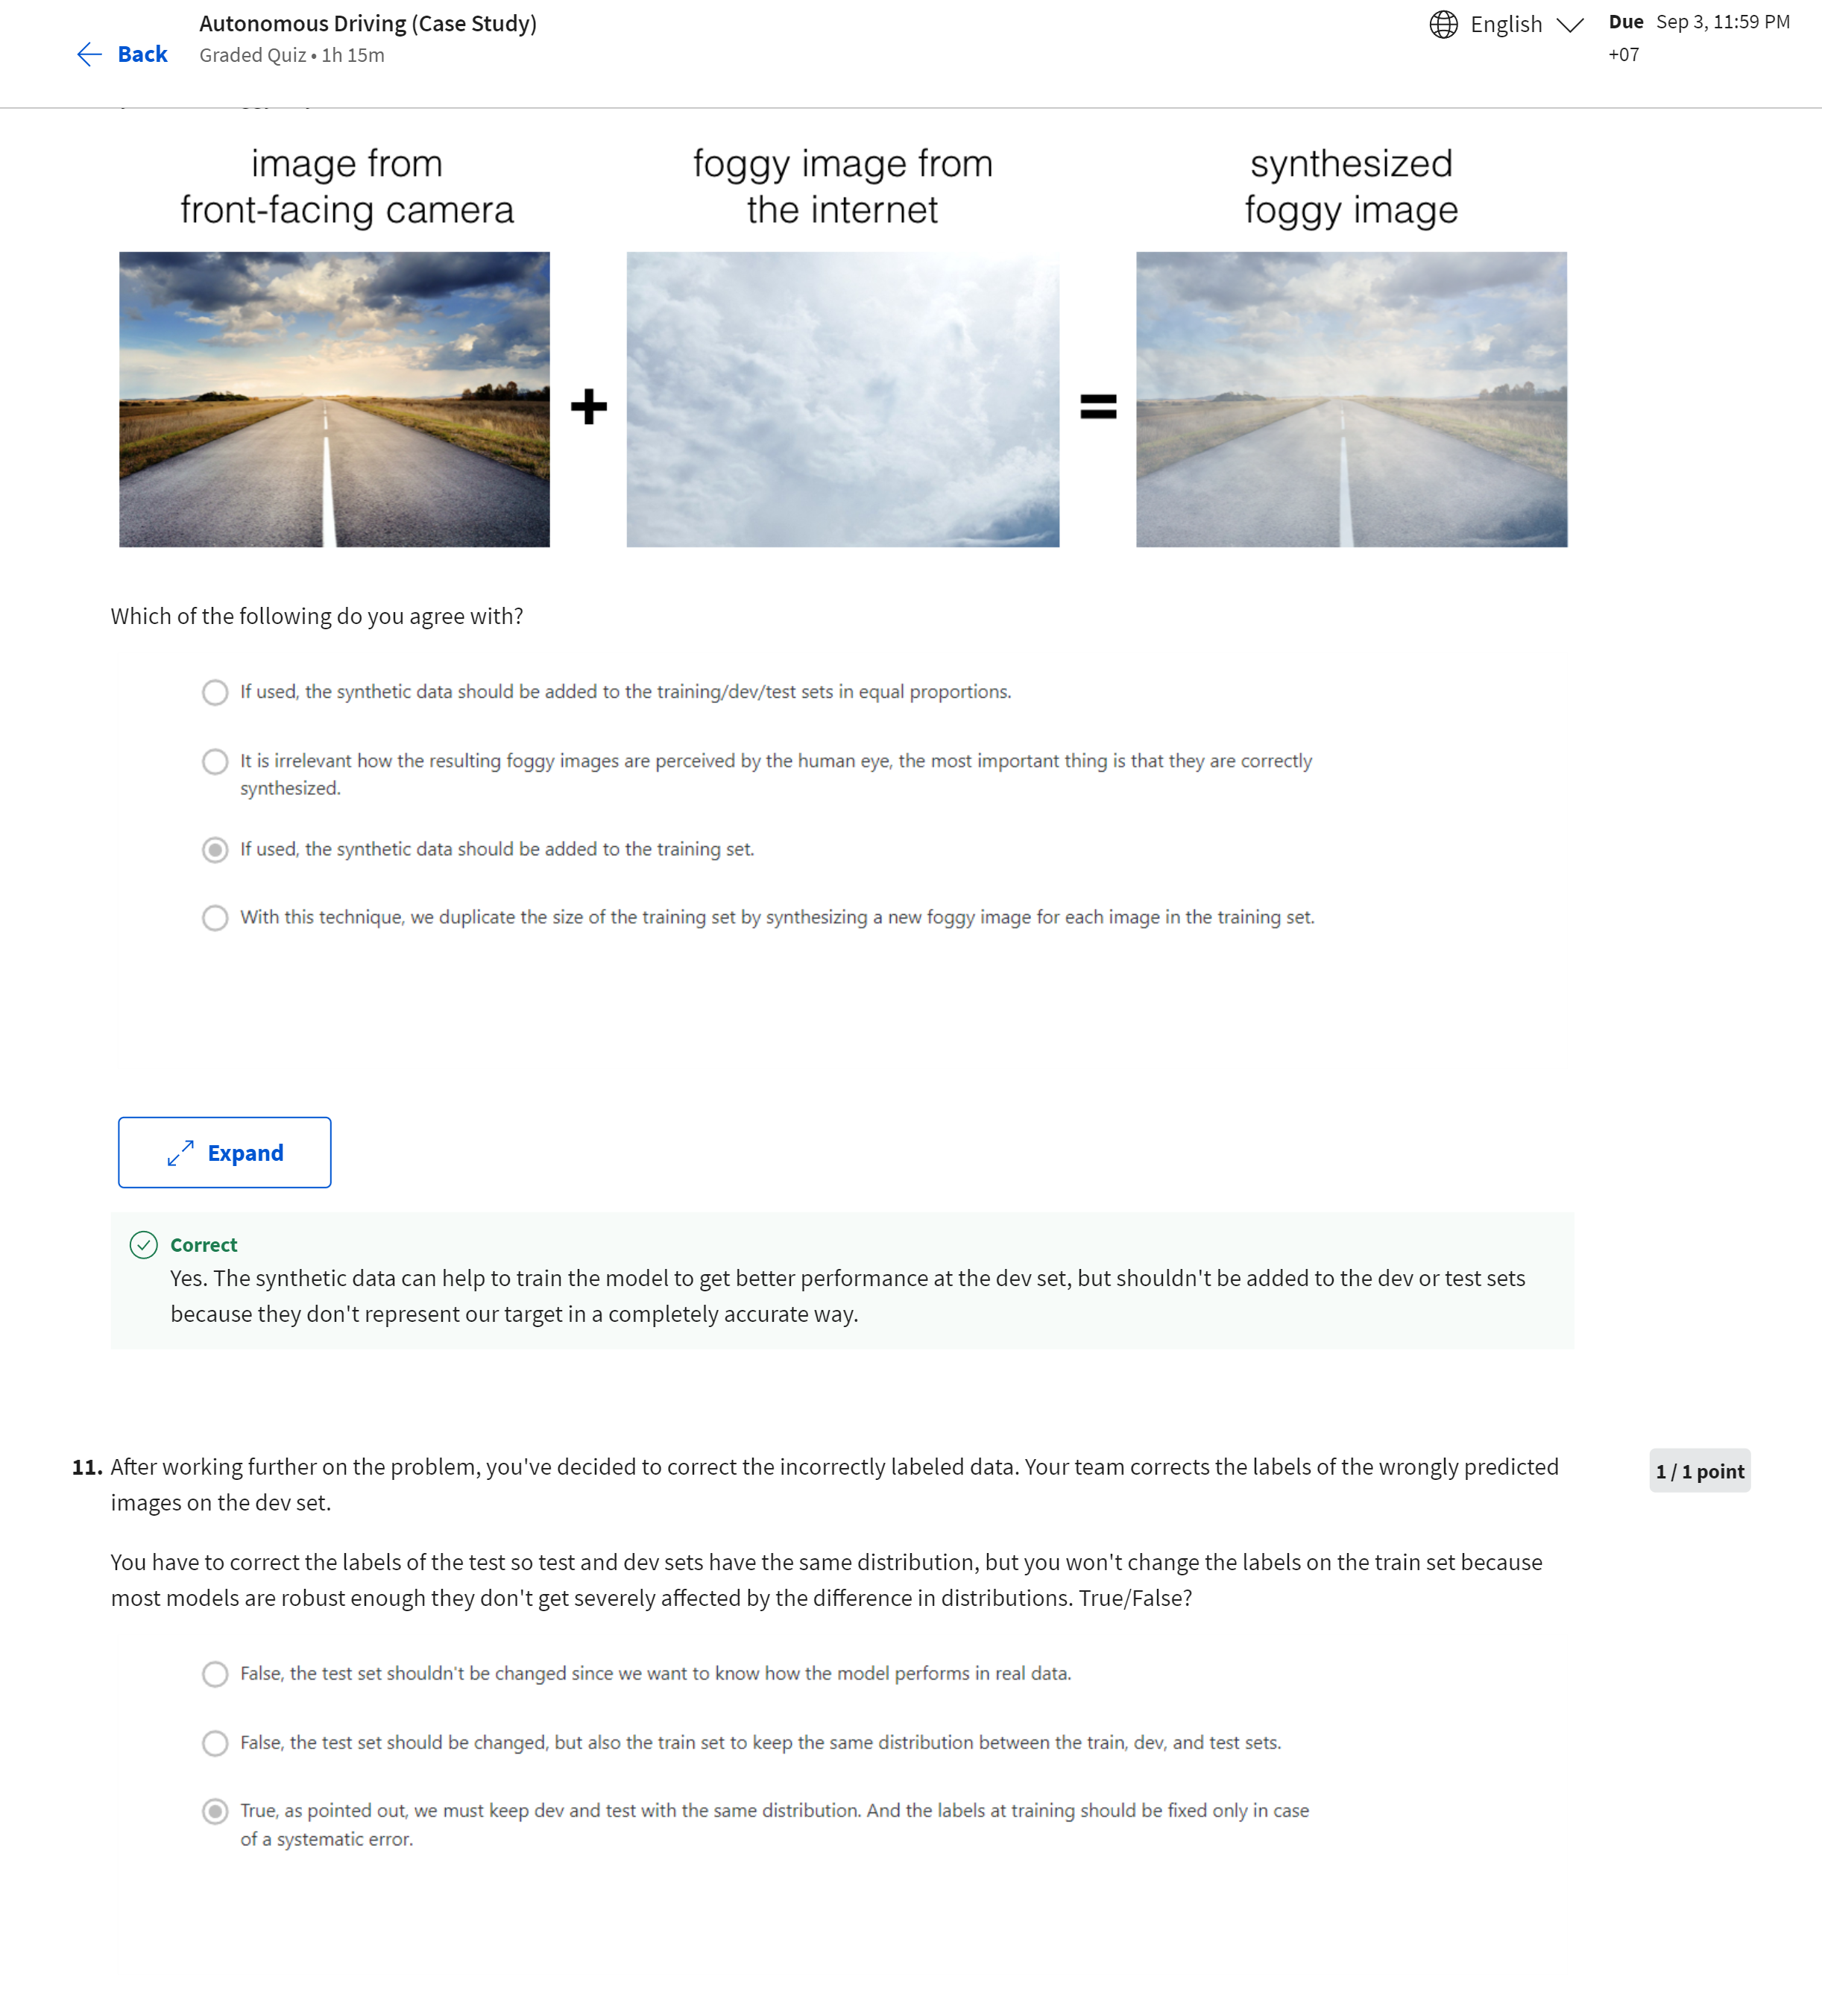 Autonomous Driving (Case Study)
Back
Graded Quiz • 1h 15m
English
Due Sep 3, 11:59 PM
+07
image from
front-facing camera
foggy image from
the internet
synthesized
foggy image
+
=
Which of the following do you agree with?
If used, the synthetic data should be added to the training/dev/test sets in equal proportions.
It is irrelevant how the resulting foggy images are perceived by the human eye, the most important thing is that they are correctly
synthesized.
If used, the synthetic data should be added to the training set.
With this technique, we duplicate the size of the training set by synthesizing a new foggy image for each image in the training set.
Expand
Correct
Yes. The synthetic data can help to train the model to get better performance at the dev set, but shouldn't be added to the dev or test sets
because they don't represent our target in a completely accurate way.
11. After working further on the problem, you've decided to correct the incorrectly labeled data. Your team corrects the labels of the wrongly predicted
images on the dev set.
1 / 1 point
You have to correct the labels of the test so test and dev sets have the same distribution, but you won't change the labels on the train set because
most models are robust enough they don't get severely affected by the difference in distributions. True/False?
False, the test set shouldn't be changed since we want to know how the model performs in real data.
False, the test set should be changed, but also the train set to keep the same distribution between the train, dev, and test sets.
True, as pointed out, we must keep dev and test with the same distribution. And the labels at training should be fixed only in case
of a systematic error.